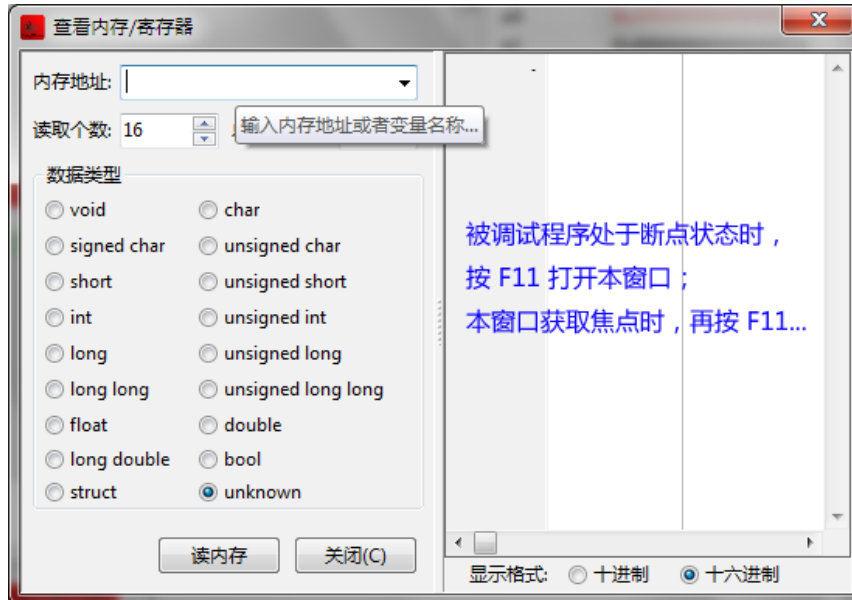 查看内存/寄存器
内存地址:
读取个数: 16
输入内存地址或者变量名称...
数据类型
void
char
signed char
unsigned char
short
unsigned short
int
unsigned int
long
unsigned long
long long
unsigned long long
float
double
long double
bool
struct
unknown
读内存
关闭(C)
被调试程序处于断点状态时，
按 F11 打开本窗口；
本窗口获取焦点时，再按 F11...
显示格式:
十进制
十六进制